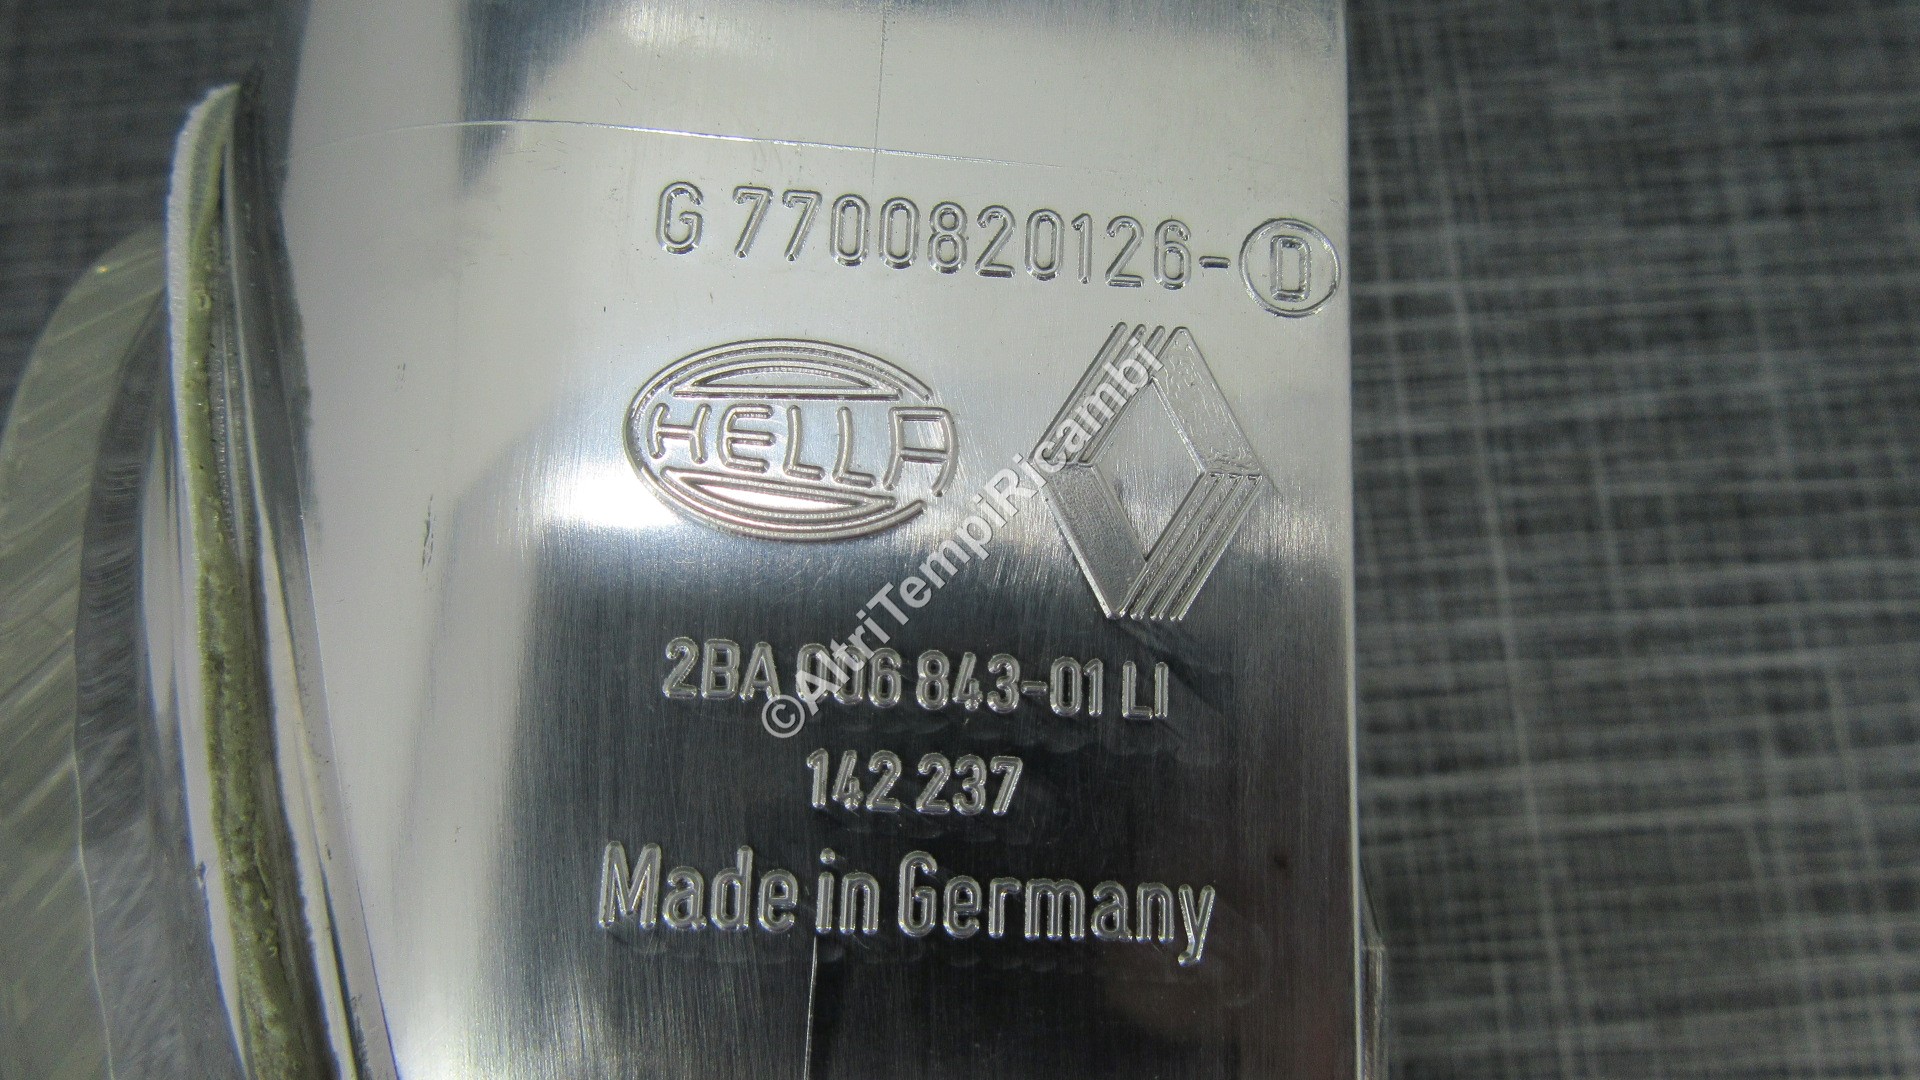 G 7700820126-D
HELLA
2BA 006 843-01 LI
142 237
Made in Germany
©AltriTempiRicambi